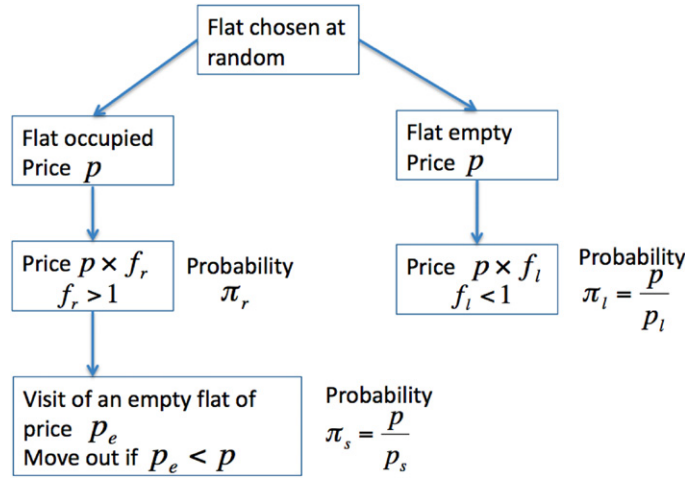 Flat chosen at
random
Flat occupied
Price p
Flat empty
Price p
Price p × f_r
f_r > 1
Probability
π_r
Price p × f_l
f_l < 1
Probability
π_l = p / p_l
Visit of an empty flat of
price p_e
Move out if p_e < p
Probability
π_s = p / p_s